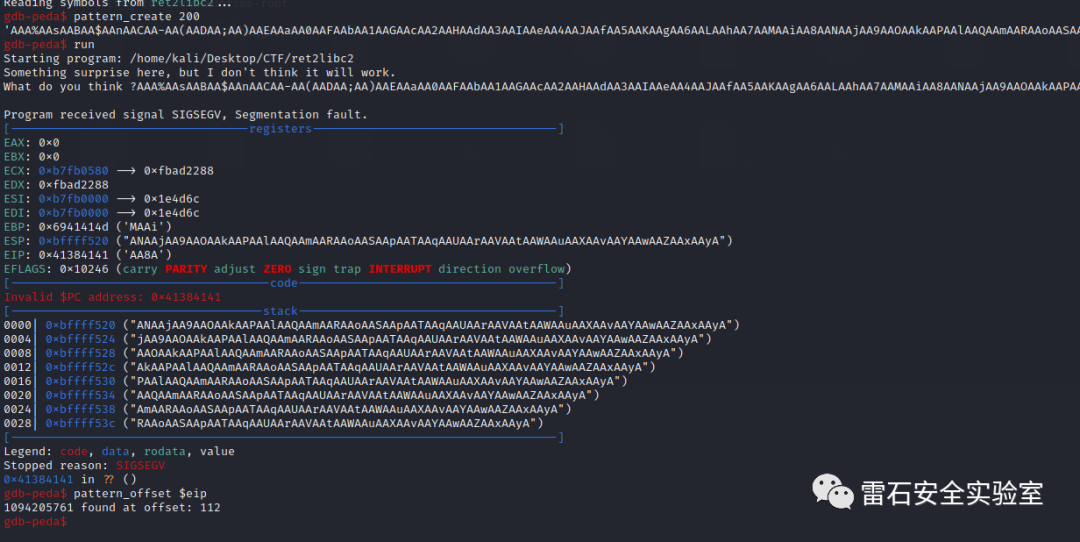 Reading symbols from ret2libc2...
gdb-peda$ pattern_create 200
'AAA%AAsAABAA$AAnAACAA-AA(AADAA;AA)AAEAAaAA0AAFAAbAA1AAGAAcAA2AAHAAdAA3AAIAAeAA4AAJAAfAA5AAKAAgAA6AALAAhAA7AAMAAiAA8AANAAjAA9AAOAAkAAPAAlAAQAAmAARAAoAASAA
gdb-peda$ run
Starting program: /home/kali/Desktop/CTF/ret2libc2
Something surprise here, but I don't think it will work.
What do you think ?AAA%AAsAABAA$AAnAACAA-AA(AADAA;AA)AAEAAaAA0AAFAAbAA1AAGAAcAA2AAHAAdAA3AAIAAeAA4AAJAAfAA5AAKAAgAA6AALAAhAA7AAMAAiAA8AANAAjAA9AAOAAkAAPAA
Program received signal SIGSEGV, Segmentation fault.
[----------------------------------registers-----------------------------------]
EAX: 0×0
EBX: 0×0
ECX: 0×b7fb0580 —→ 0×fbad2288
EDX: 0×fbad2288
ESI: 0×b7fb0000 —→ 0×1e4d6c
EDI: 0×b7fb0000 —→ 0×1e4d6c
EBP: 0×6941414d ('MAAi')
ESP: 0×bffff520 ("ANAAjAA9AAOAAkAAPAAlAAQAAmAARAAoAASAApAATAAqAAUAArAAVAAtAAWAAuAAXAAvAAYAAwAAZAAxAAyA")
EIP: 0×41384141 ('AA8A')
EFLAGS: 0×10246 (carry PARITY adjust ZERO sign trap INTERRUPT direction overflow)
[-------------------------------------code-------------------------------------]
Invalid $PC address: 0×41384141
[------------------------------------stack-------------------------------------]
0000| 0×bffff520 ("ANAAjAA9AAOAAkAAPAAlAAQAAmAARAAoAASAApAATAAqAAUAArAAVAAtAAWAAuAAXAAvAAYAAwAAZAAxAAyA")
0004| 0×bffff524 ("jAA9AAOAAkAAPAAlAAQAAmAARAAoAASAApAATAAqAAUAArAAVAAtAAWAAuAAXAAvAAYAAwAAZAAxAAyA")
0008| 0×bffff528 ("AAOAAkAAPAAlAAQAAmAARAAoAASAApAATAAqAAUAArAAVAAtAAWAAuAAXAAvAAYAAwAAZAAxAAyA")
0012| 0×bffff52c ("AkAAPAAlAAQAAmAARAAoAASAApAATAAqAAUAArAAVAAtAAWAAuAAXAAvAAYAAwAAZAAxAAyA")
0016| 0×bffff530 ("PAAlAAQAAmAARAAoAASAApAATAAqAAUAArAAVAAtAAWAAuAAXAAvAAYAAwAAZAAxAAyA")
0020| 0×bffff534 ("AAQAAmAARAAoAASAApAATAAqAAUAArAAVAAtAAWAAuAAXAAvAAYAAwAAZAAxAAyA")
0024| 0×bffff538 ("AmAARAAoAASAApAATAAqAAUAArAAVAAtAAWAAuAAXAAvAAYAAwAAZAAxAAyA")
0028| 0×bffff53c ("RAAoAASAApAATAAqAAUAArAAVAAtAAWAAuAAXAAvAAYAAwAAZAAxAAyA")
[------------------------------------------------------------------------------]
Legend: code, data, rodata, value
Stopped reason: SIGSEGV
0×41384141 in ?? ()
gdb-peda$ pattern_offset $eip
1094205761 found at offset: 112
gdb-peda$
雷石安全实验室